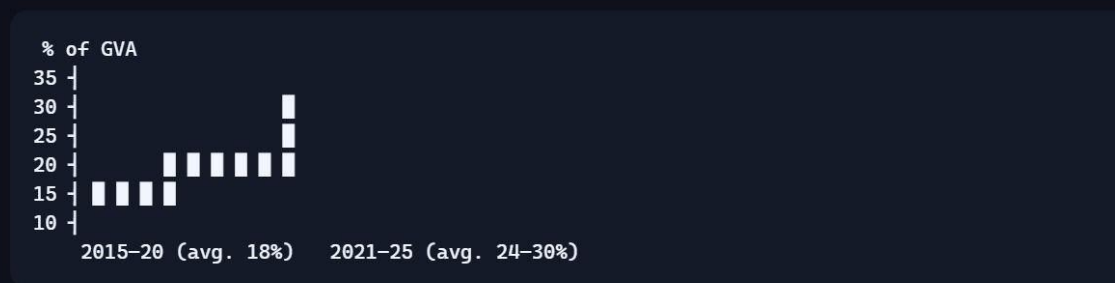 % of GVA
35 ┤
30 ┤                 █
25 ┤                 █
20 ┤       █ █ █ █ █ █
15 ┤ █ █ █ █
10 ┤
2015–20 (avg. 18%)   2021–25 (avg. 24–30%)